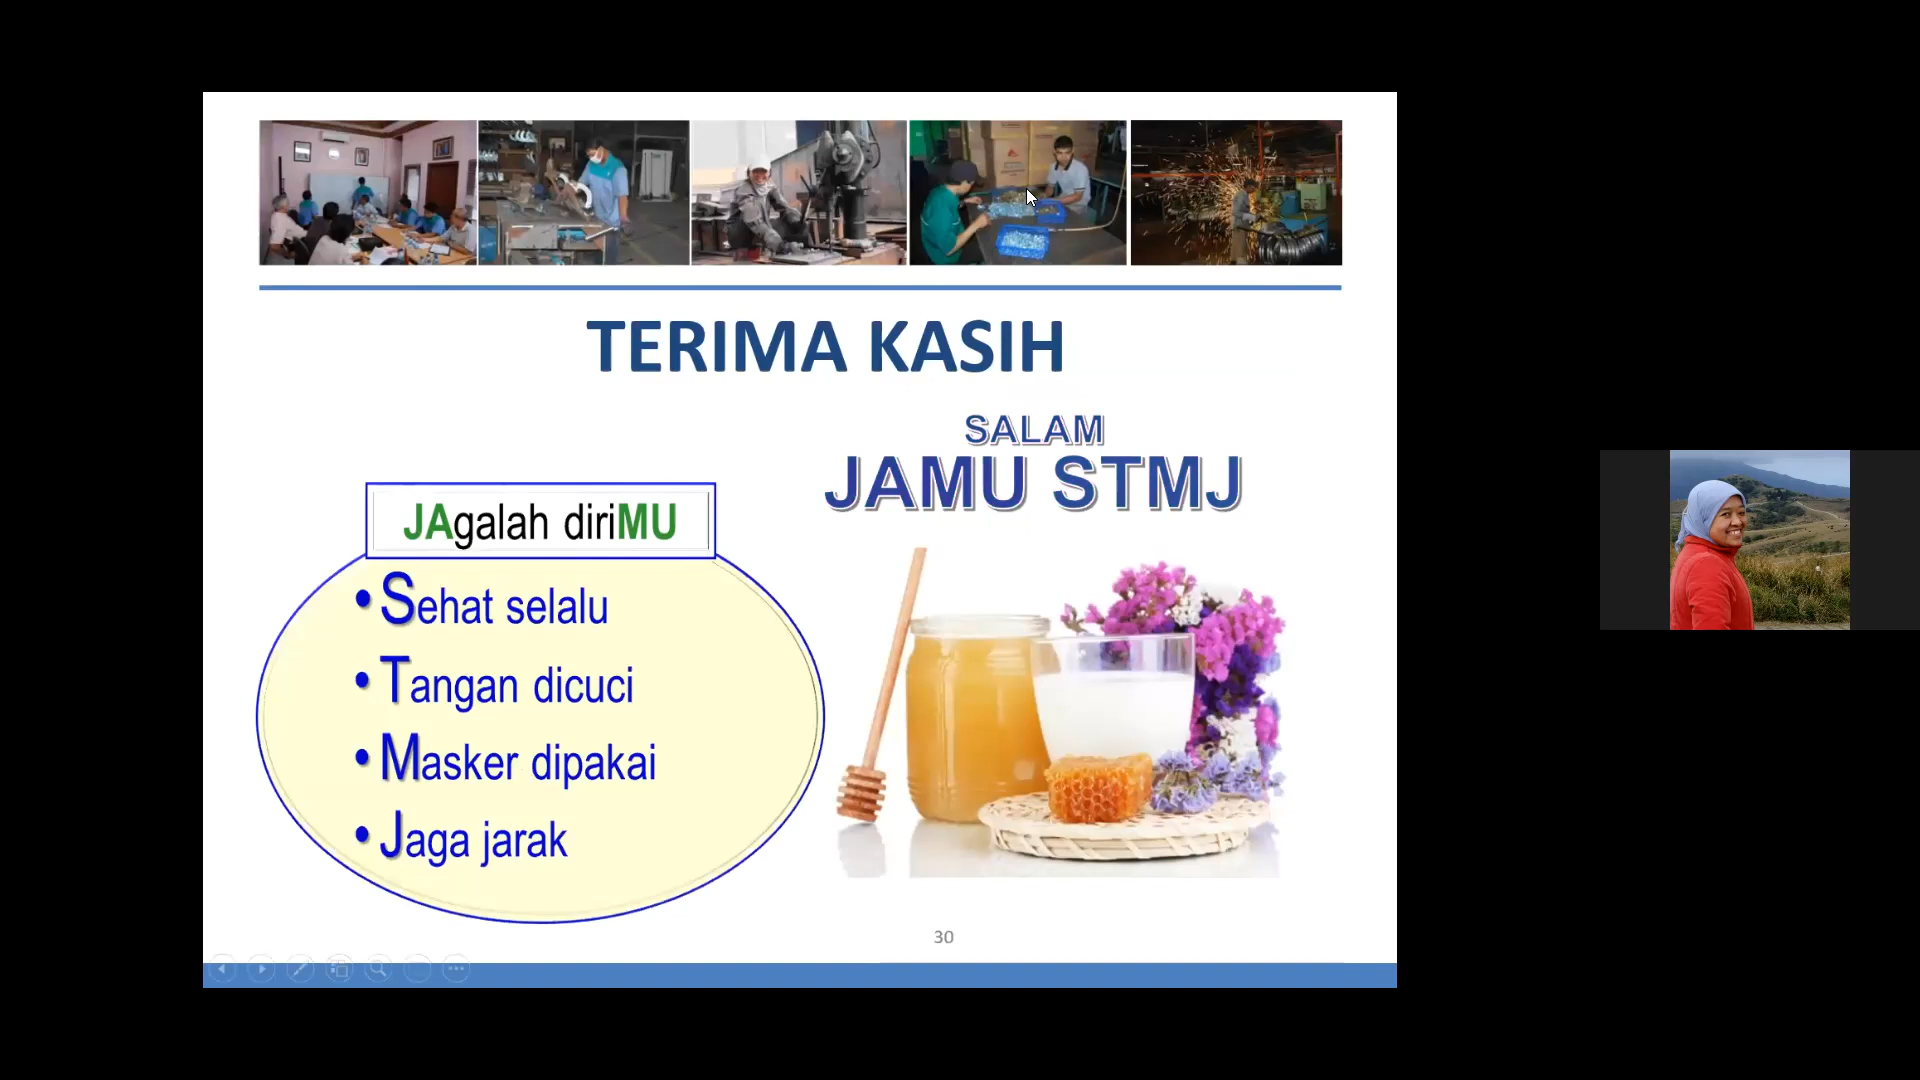 TERIMA KASIH
SALAM
JAMU STMJ
JAgalah diriMU
• Sehat selalu
• Tangan dicuci
• Masker dipakai
• Jaga jarak
30